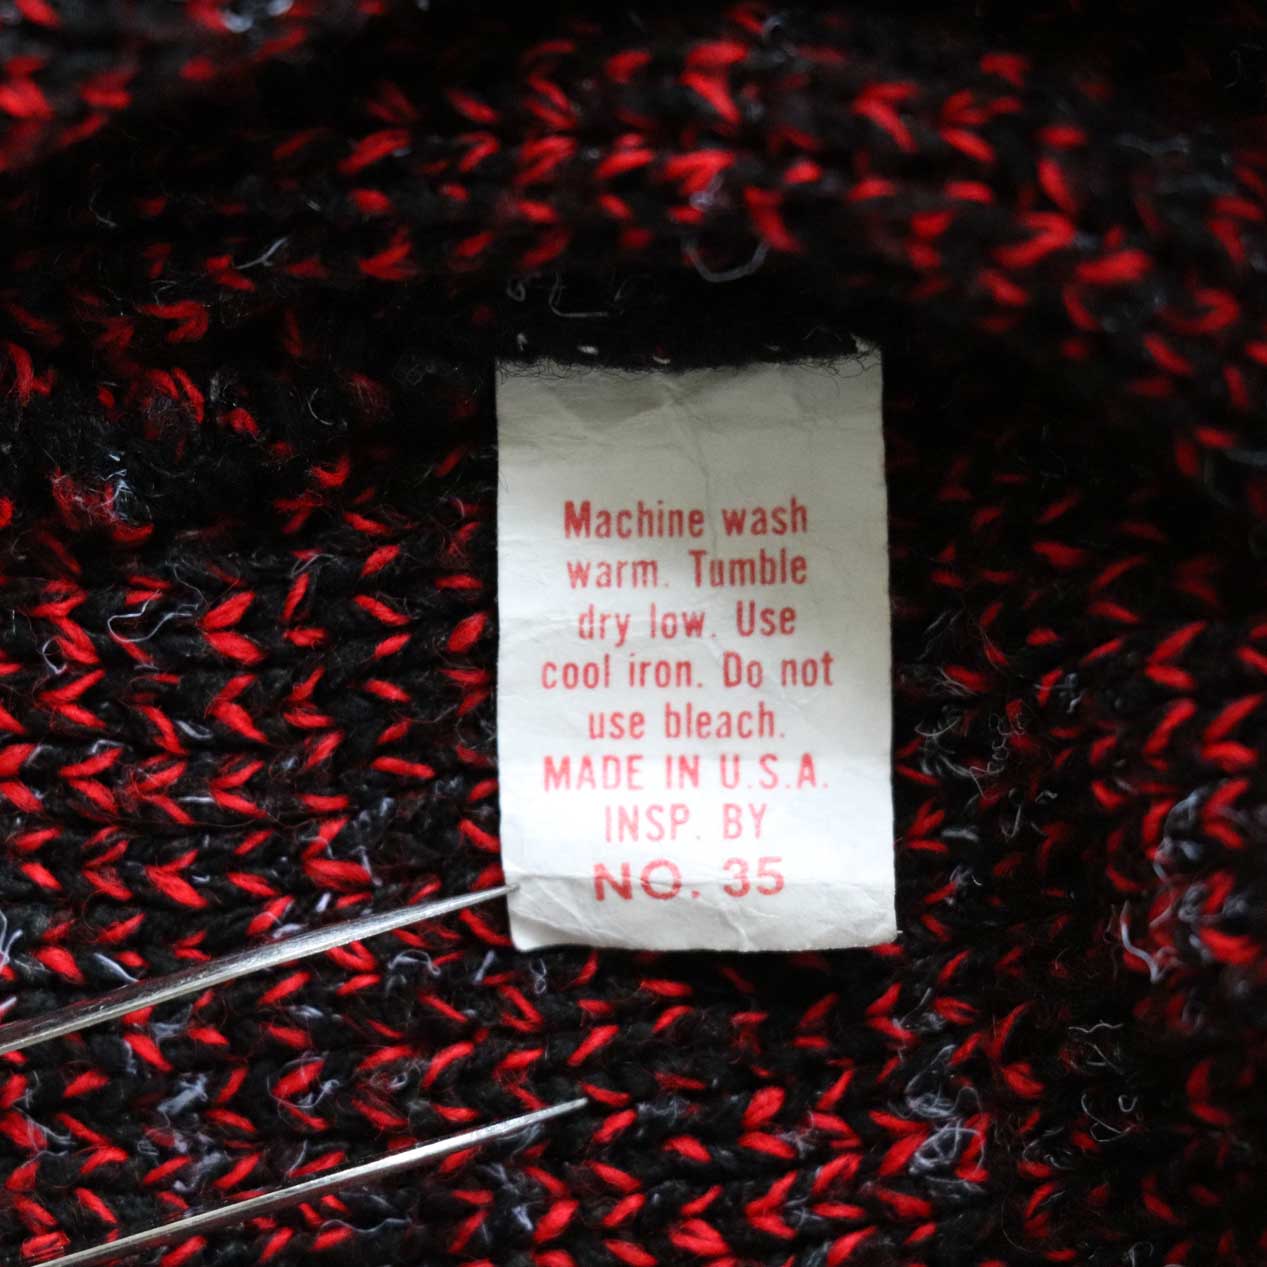 Machine wash
warm. Tumble
dry low. Use
cool iron. Do not
use bleach.
MADE IN U.S.A.
INSP. BY
NO. 35